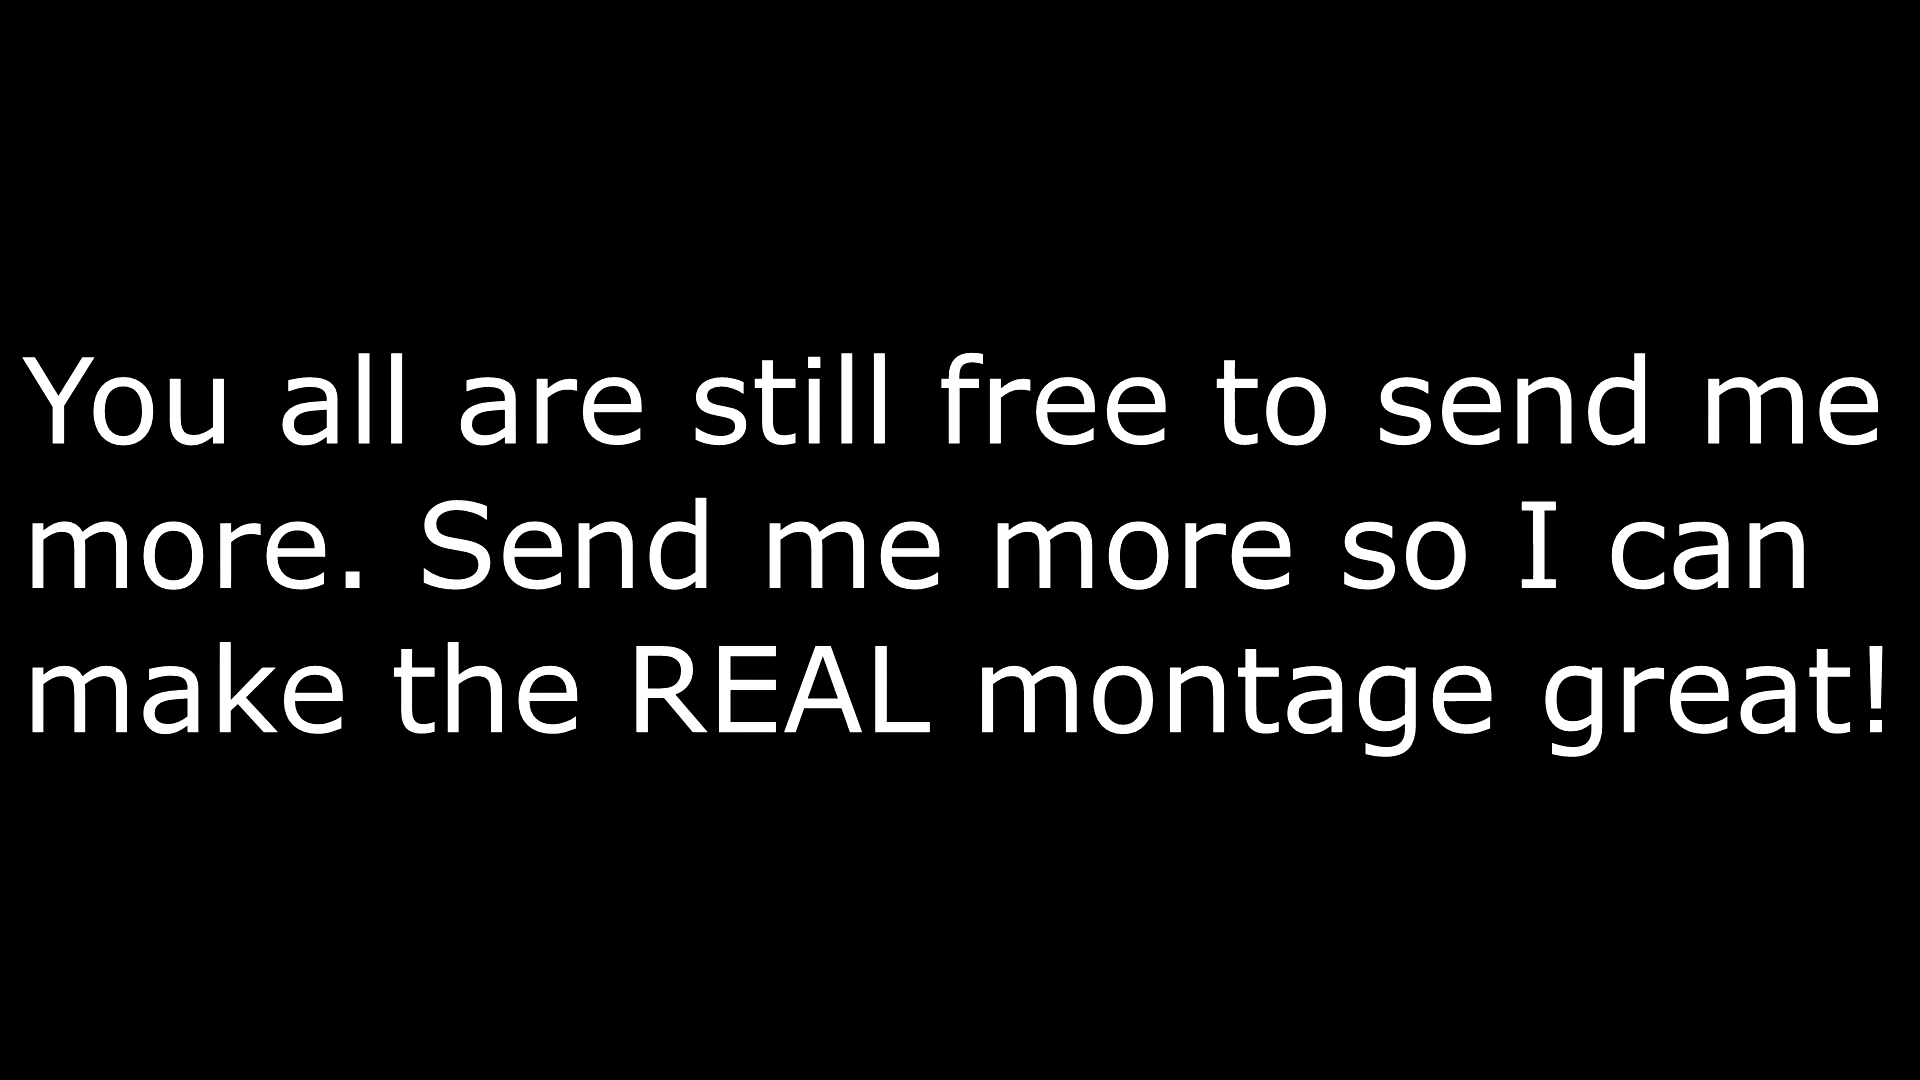 You all are still free to send me
more. Send me more so I can
make the REAL montage great!